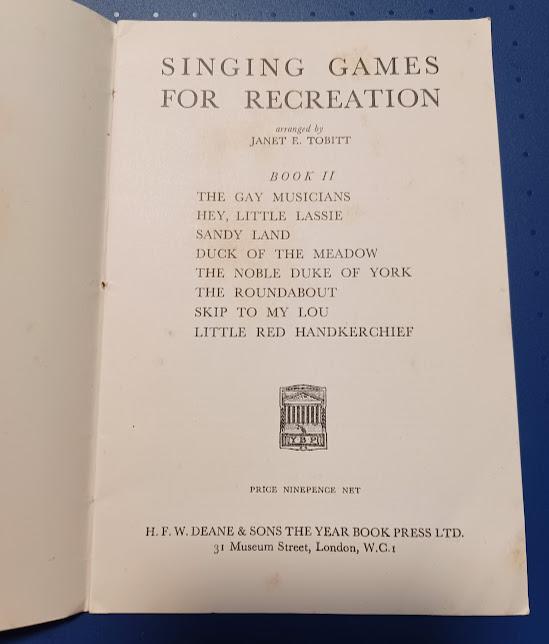 SINGING GAMES
FOR RECREATION
arranged by
JANET E. TOBITT
BOOK II
THE GAY MUSICIANS
HEY, LITTLE LASSIE
SANDY LAND
DUCK OF THE MEADOW
THE NOBLE DUKE OF YORK
THE ROUNDABOUT
SKIP TO MY LOU
LITTLE RED HANDKERCHIEF
Y B P
PRICE NINEPENCE NET
H. F. W. DEANE & SONS THE YEAR BOOK PRESS LTD.
31 Museum Street, London, W.C.1